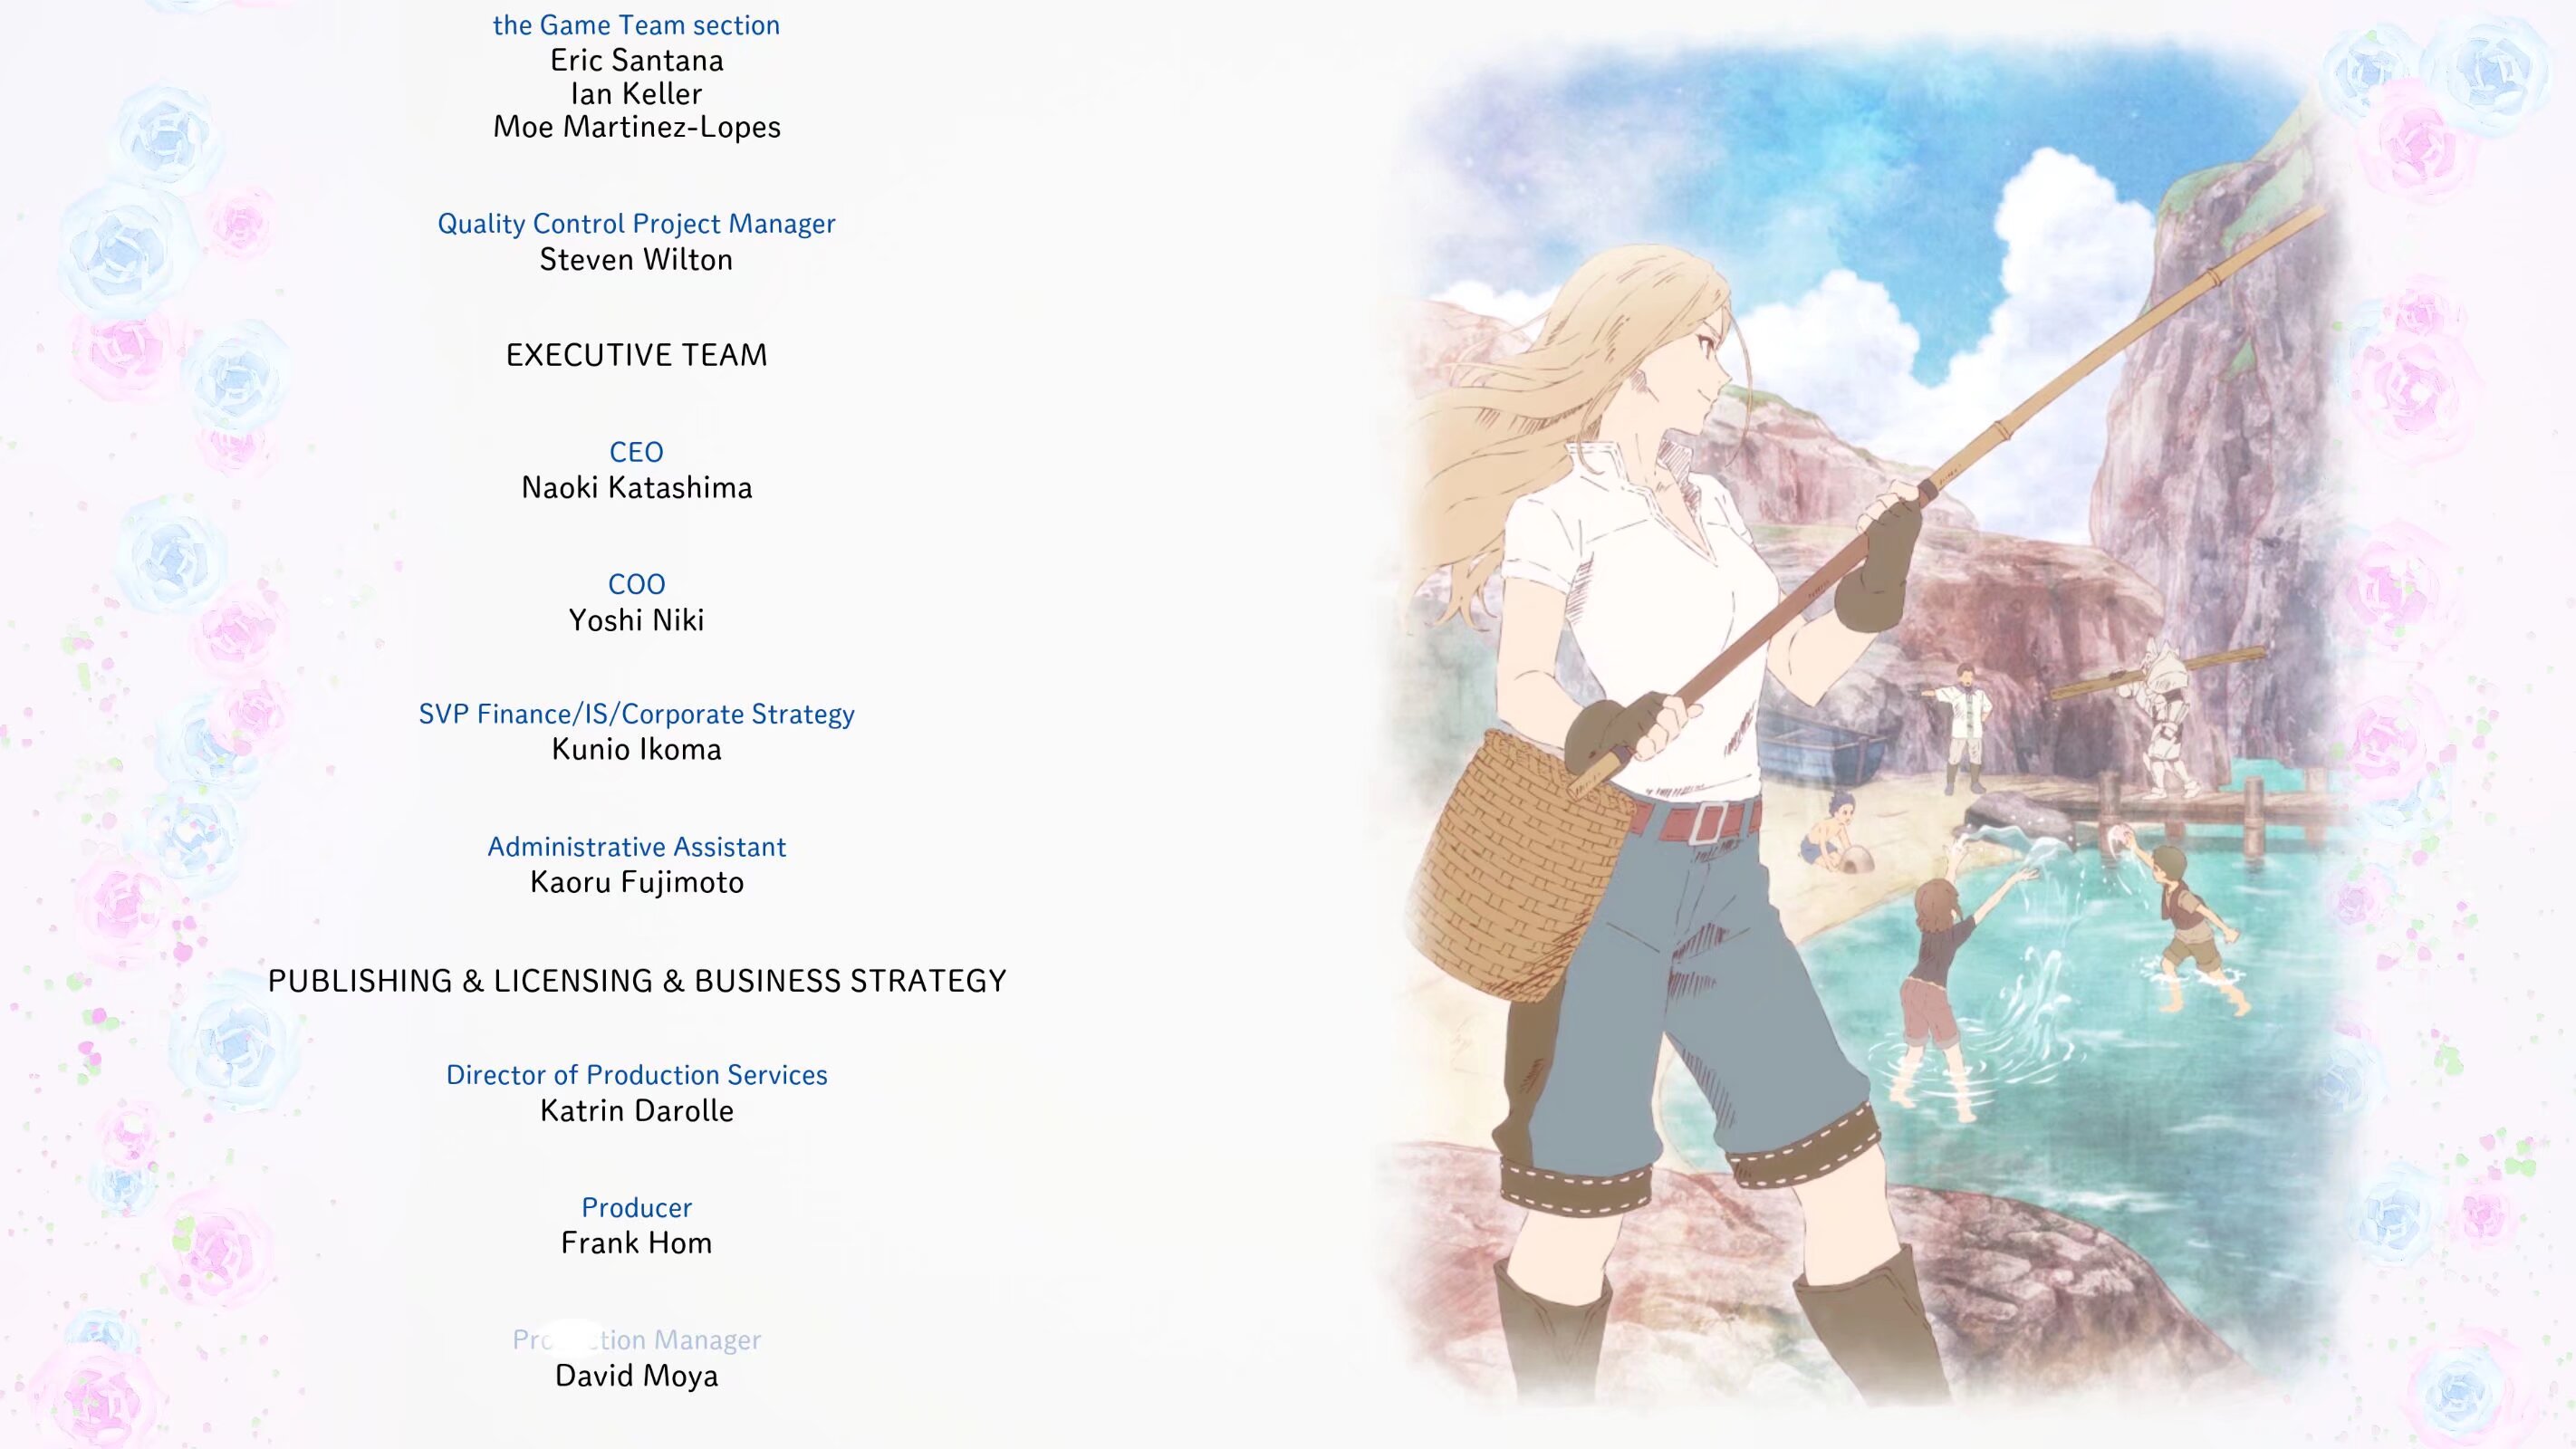 the Game Team section
Eric Santana
Ian Keller
Moe Martinez-Lopes
Quality Control Project Manager
Steven Wilton
EXECUTIVE TEAM
CEO
Naoki Katashima
COO
Yoshi Niki
SVP Finance/IS/Corporate Strategy
Kunio Ikoma
Administrative Assistant
Kaoru Fujimoto
PUBLISHING & LICENSING & BUSINESS STRATEGY
Director of Production Services
Katrin Darolle
Producer
Frank Hom
Manager
David Moya